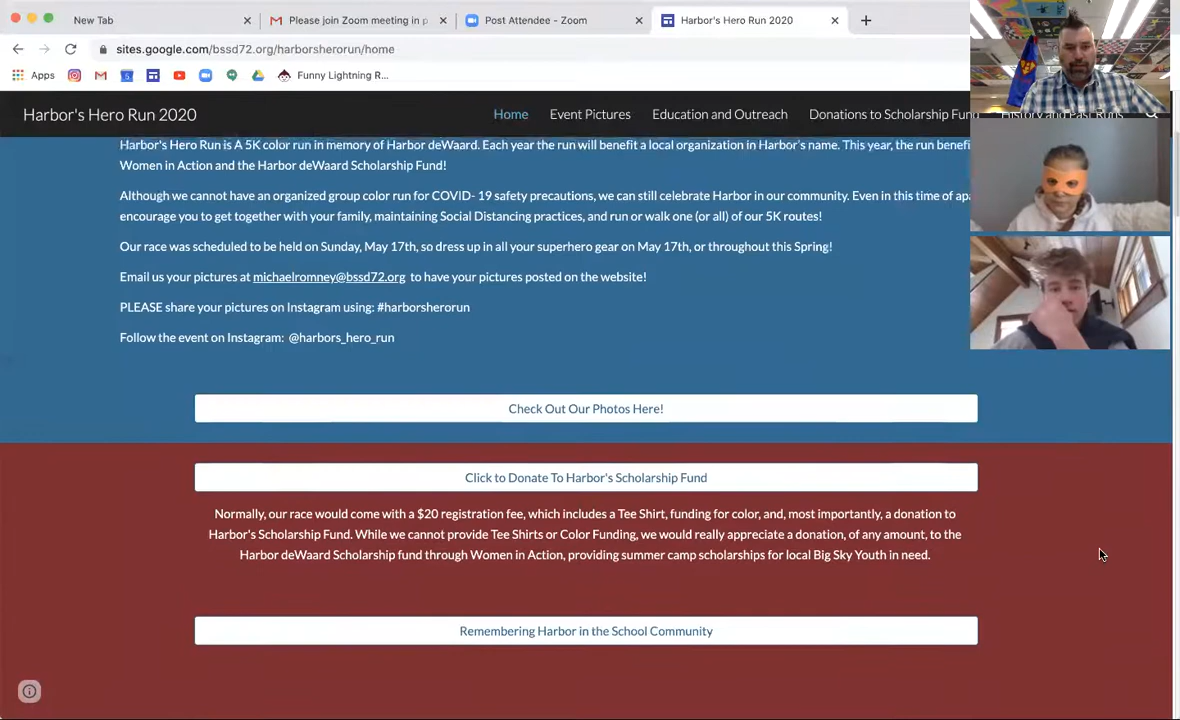 New Tab
Please join Zoom meeting in p
Post Attendee - Zoom
Harbor's Hero Run 2020
sites.google.com/bssd72.org/harborsherorun/home
Apps
Funny Lightning R...
Harbor's Hero Run 2020
Home
Event Pictures
Education and Outreach
Donations to Scholarship Fund
History and Past Runs
Harbor's Hero Run is A 5K color run in memory of Harbor deWaard. Each year the run will benefit a local organization in Harbor's name. This year, the run benefi
Women in Action and the Harbor deWaard Scholarship Fund!
Although we cannot have an organized group color run for COVID- 19 safety precautions, we can still celebrate Harbor in our community. Even in this time of apa
encourage you to get together with your family, maintaining Social Distancing practices, and run or walk one (or all) of our 5K routes!
Our race was scheduled to be held on Sunday, May 17th, so dress up in all your superhero gear on May 17th, or throughout this Spring!
Email us your pictures at michaelromney@bssd72.org to have your pictures posted on the website!
PLEASE share your pictures on Instagram using: #harborsherorun
Follow the event on Instagram: @harbors_hero_run
Check Out Our Photos Here!
Click to Donate To Harbor's Scholarship Fund
Normally, our race would come with a $20 registration fee, which includes a Tee Shirt, funding for color, and, most importantly, a donation to
Harbor's Scholarship Fund. While we cannot provide Tee Shirts or Color Funding, we would really appreciate a donation, of any amount, to the
Harbor deWaard Scholarship fund through Women in Action, providing summer camp scholarships for local Big Sky Youth in need.
Remembering Harbor in the School Community